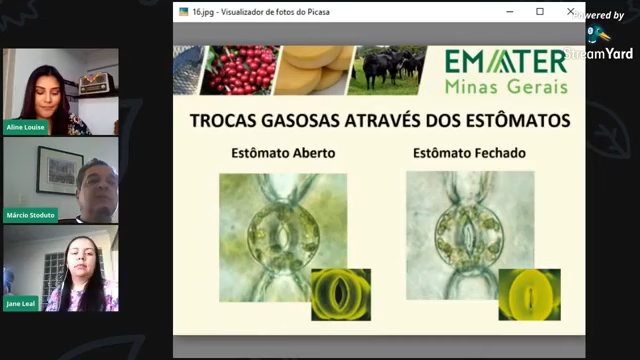 16.jpg - Visualizador de fotos do Picasa
Powered by
StreamYard
EMATER
Minas Gerais
TROCAS GASOSAS ATRAVÉS DOS ESTÔMATOS
Estômato Aberto
Estômato Fechado
Aline Louise
Márcio Stoduto
Jane Leal